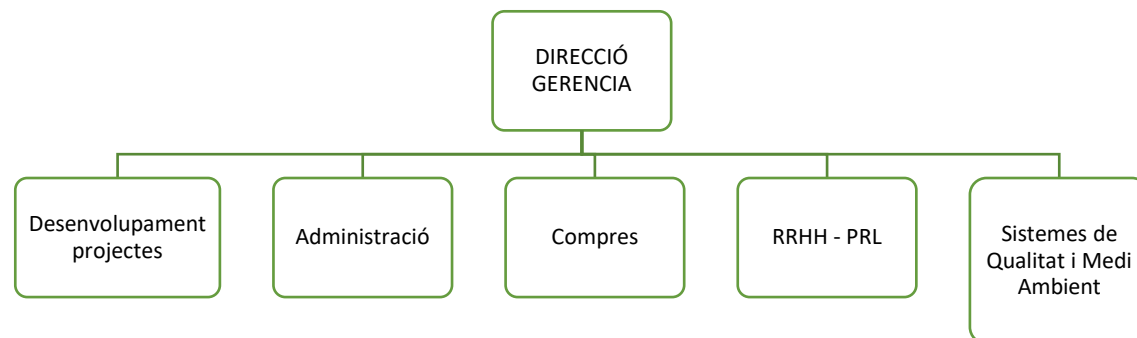 DIRECCIÓ
GERENCIA
Desenvolupament
projectes
Administració
Compres
RRHH - PRL
Sistemes de
Qualitat i Medi
Ambient